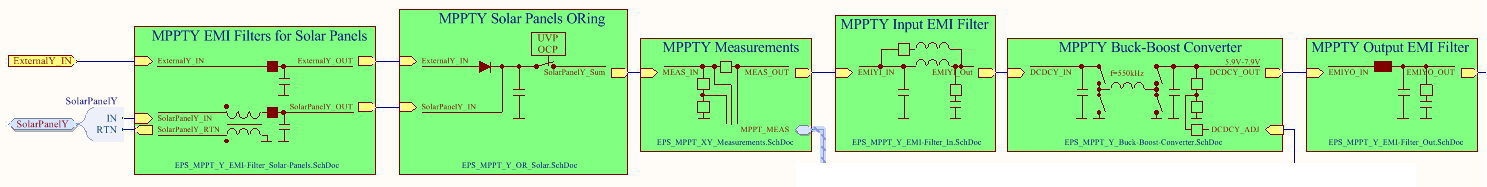 ExternalY_IN
SolarPanelY
SolarPanelY
IN
RTN
MPPTY EMI Filters for Solar Panels
ExternalY_IN
ExternalY_OUT
SolarPanelY_OUT
SolarPanelY_IN
SolarPanelY_RTN
EPS_MPPT_Y_EMI-Filter_Solar-Panels.SchDoc
MPPTY Solar Panels ORing
UVP
OCP
ExternalY_IN
SolarPanelY_Sum
SolarPanelY_IN
EPS_MPPT_Y_OR_Solar.SchDoc
MPPTY Measurements
MEAS_IN
MEAS_OUT
MPPT_MEAS
EPS_MPPT_XY_Measurements.SchDoc
MPPTY Input EMI Filter
EMIYI_IN
EMIYI_Out
EPS_MPPT_Y_EMI-Filter_In.SchDoc
MPPTY Buck-Boost Converter
5.9V-7.9V
DCDCY_IN
f=550kHz
DCDCY_OUT
DCDCY_ADJ
EPS_MPPT_Y_Buck-Boost-Converter.SchDoc
MPPTY Output EMI Filter
EMIYO_IN
EMIYO_OUT
EPS_MPPT_Y_EMI-Filter_Out.SchDoc